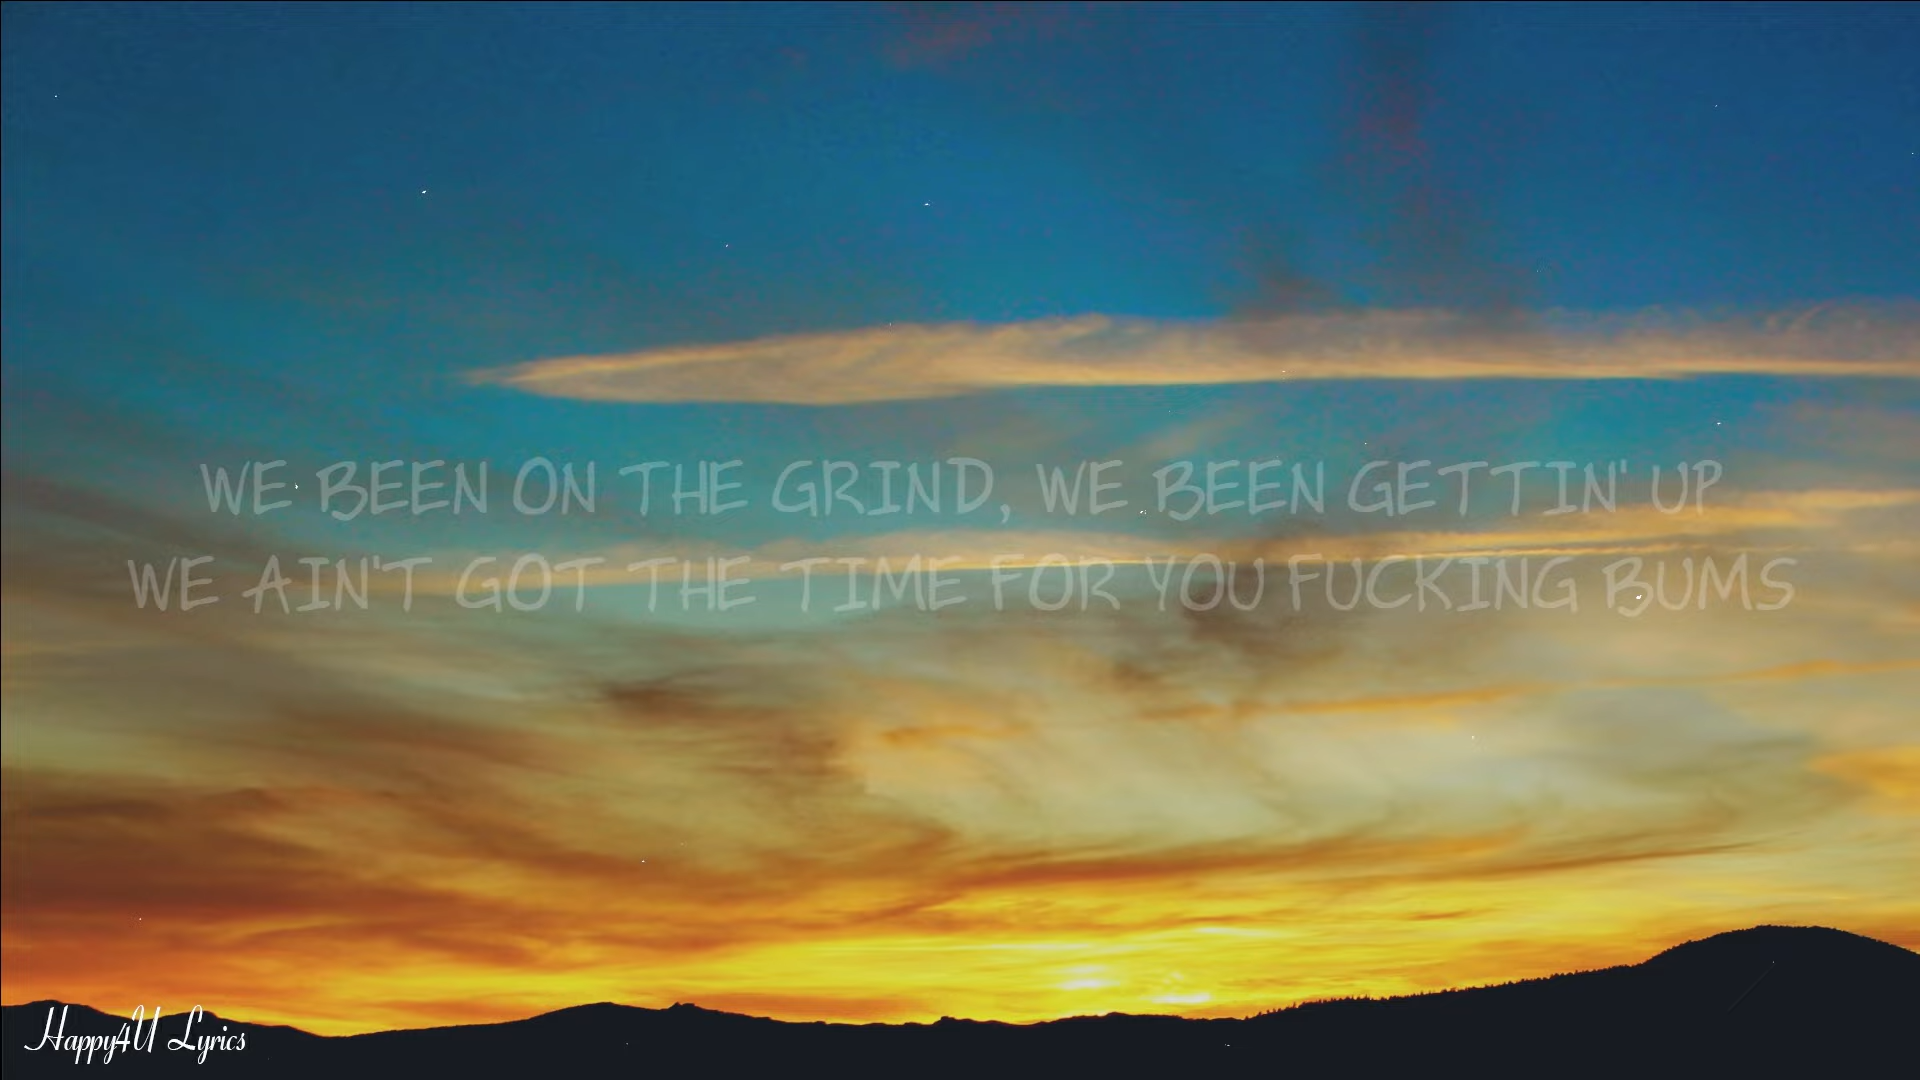 WE BEEN ON THE GRIND, WE BEEN GETTIN' UP
WE AIN'T GOT THE TIME FOR YOU FUCKING BUMS
Happy4U Lyrics